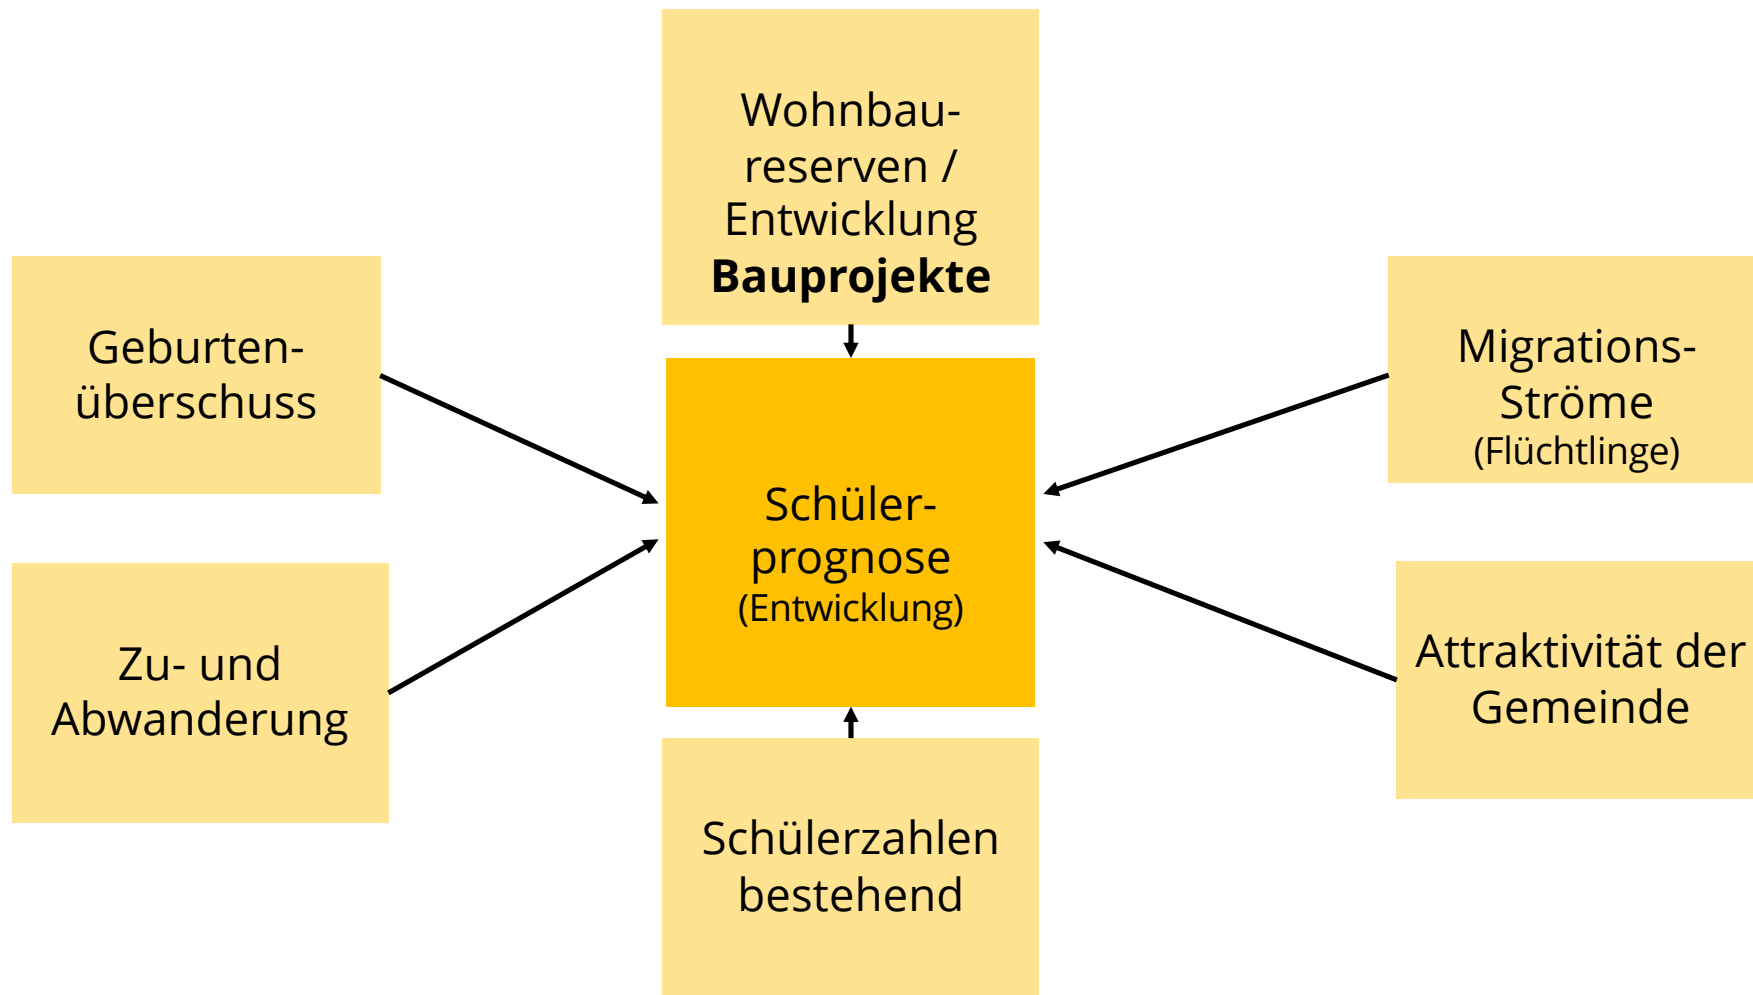 Wohnbau-
reserven /
Entwicklung
Bauprojekte
Geburten-
überschuss
Migrations-
Ströme
(Flüchtlinge)
Schüler-
prognose
(Entwicklung)
Zu- und
Abwanderung
Attraktivität der
Gemeinde
Schülerzahlen
bestehend